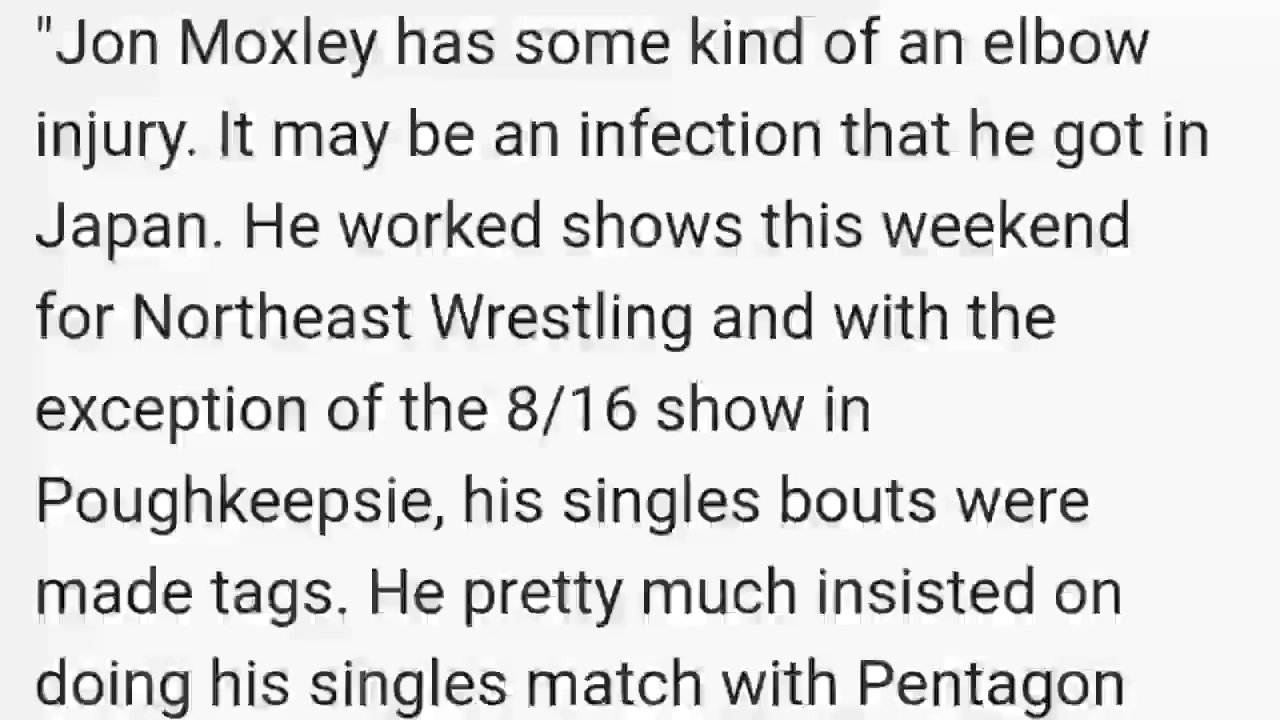 "Jon Moxley has some kind of an elbow
injury. It may be an infection that he got in
Japan. He worked shows this weekend
for Northeast Wrestling and with the
exception of the 8/16 show in
Poughkeepsie, his singles bouts were
made tags. He pretty much insisted on
doing his singles match with Pentagon